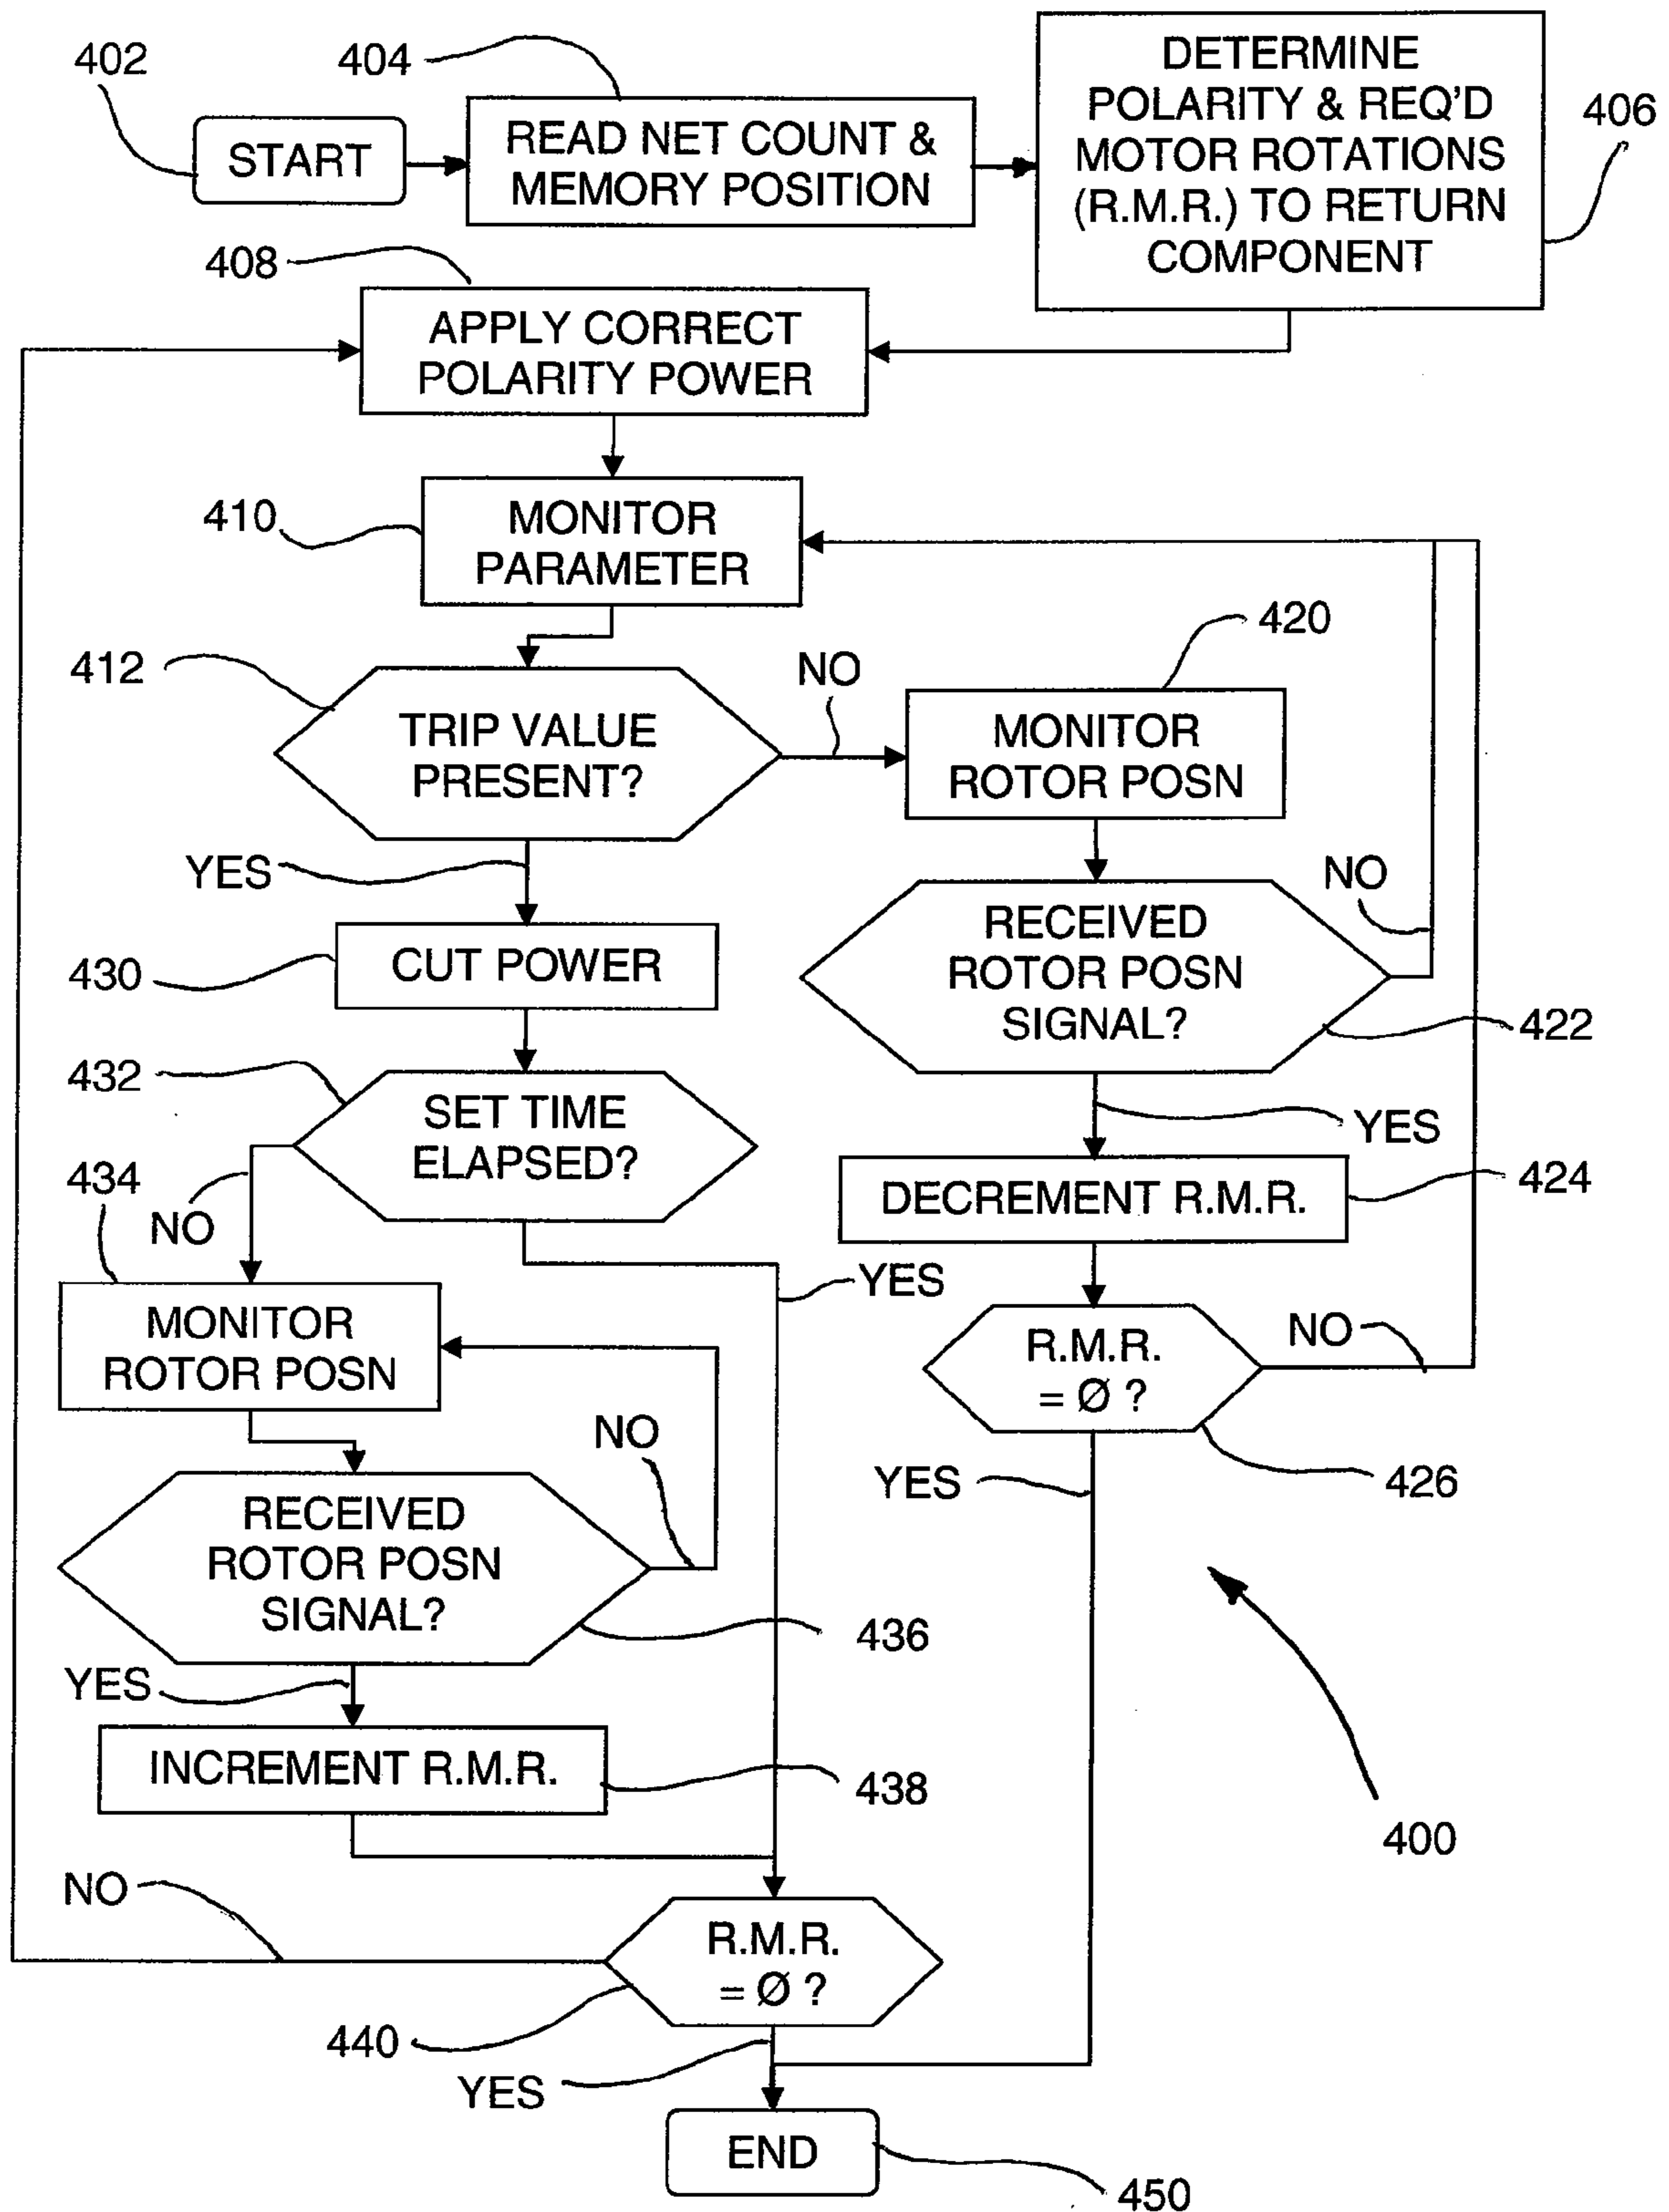 402
404
START
READ NET COUNT &
MEMORY POSITION
DETERMINE
POLARITY & REQ'D
MOTOR ROTATIONS
(R.M.R.) TO RETURN
COMPONENT
406
408
APPLY CORRECT
POLARITY POWER
410
MONITOR
PARAMETER
412
TRIP VALUE
PRESENT?
NO
420
MONITOR
ROTOR POSN
YES
430
CUT POWER
RECEIVED
ROTOR POSN
SIGNAL?
NO
422
YES
432
SET TIME
ELAPSED?
NO
YES
DECREMENT R.M.R.
424
434
MONITOR
ROTOR POSN
R.M.R.
= Ø ?
NO
YES
426
RECEIVED
ROTOR POSN
SIGNAL?
NO
436
YES
INCREMENT R.M.R.
438
400
NO
R.M.R.
= Ø ?
440
YES
END
450